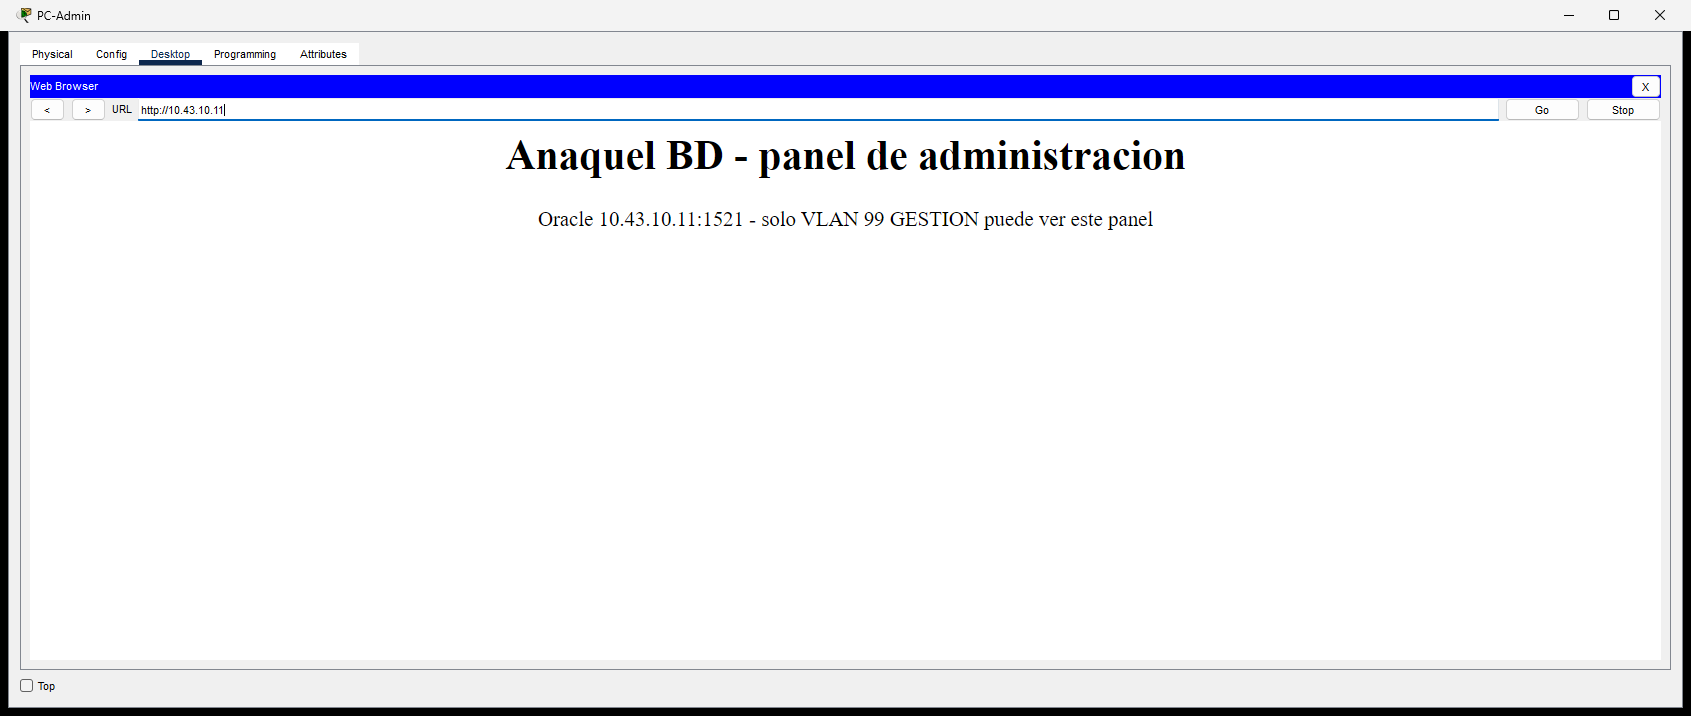 PC-Admin
Physical Config Desktop Programming Attributes
Web Browser X
< > URL http://10.43.10.11 Go Stop
Anaquel BD - panel de administracion
Oracle 10.43.10.11:1521 - solo VLAN 99 GESTION puede ver este panel
Top